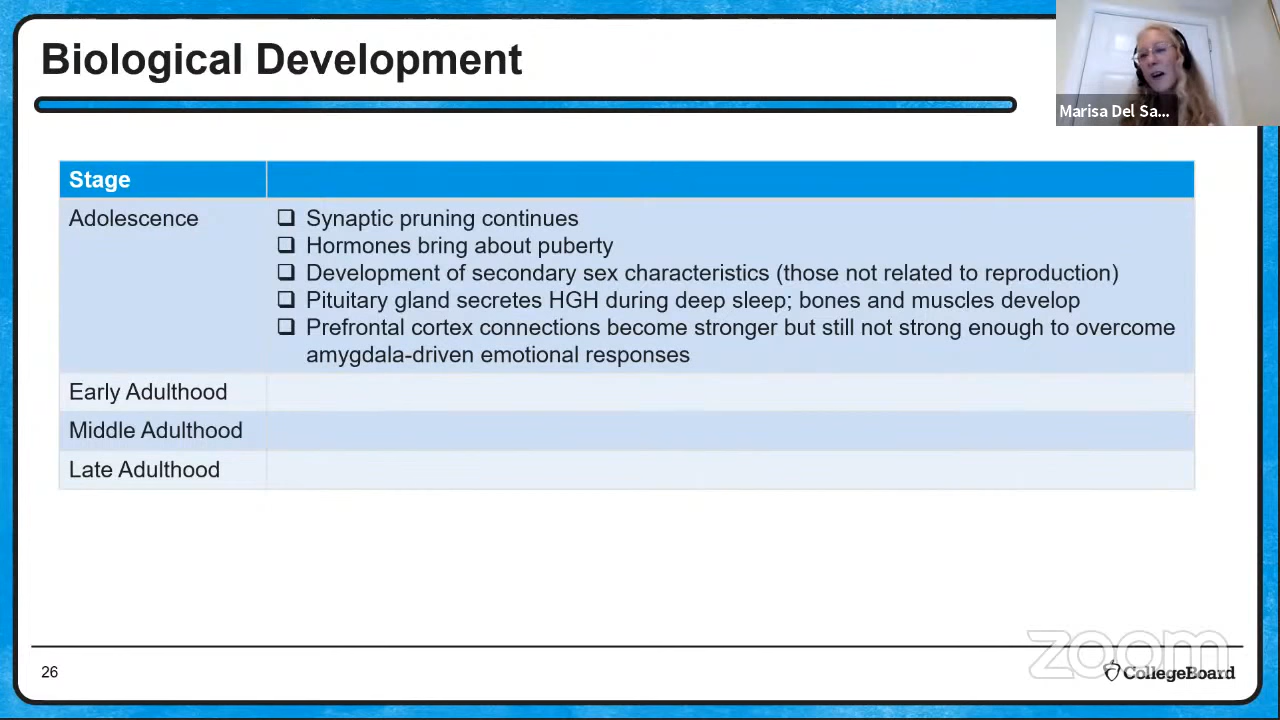 Biological Development
Marisa Del Sa...
Stage
Adolescence
❑ Synaptic pruning continues
❑ Hormones bring about puberty
❑ Development of secondary sex characteristics (those not related to reproduction)
❑ Pituitary gland secretes HGH during deep sleep; bones and muscles develop
❑ Prefrontal cortex connections become stronger but still not strong enough to overcome
amygdala-driven emotional responses
Early Adulthood
Middle Adulthood
Late Adulthood
zoom
26
CollegeBoard